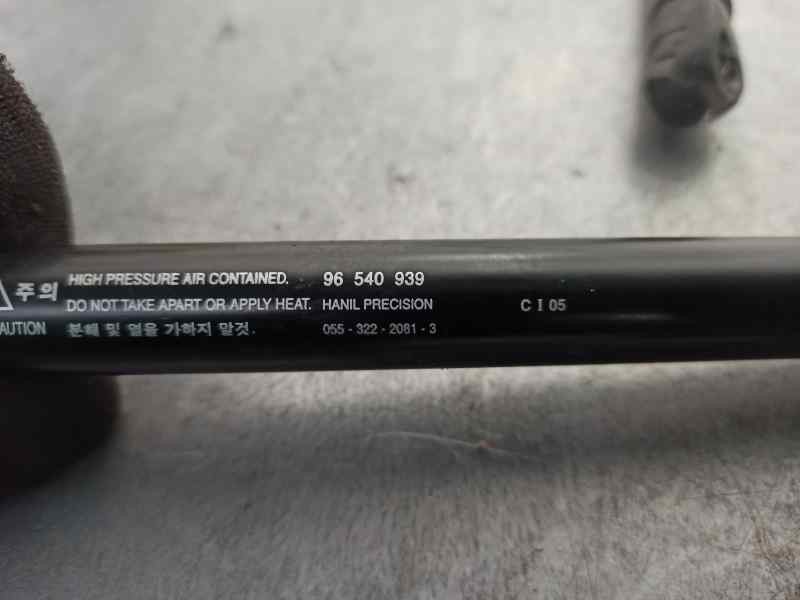 주의 HIGH PRESSURE AIR CONTAINED. 96 540 939
DO NOT TAKE APART OR APPLY HEAT. HANIL PRECISION C I 05
AUTION 분해 및 열을 가하지 말것. 055-322-2081-3